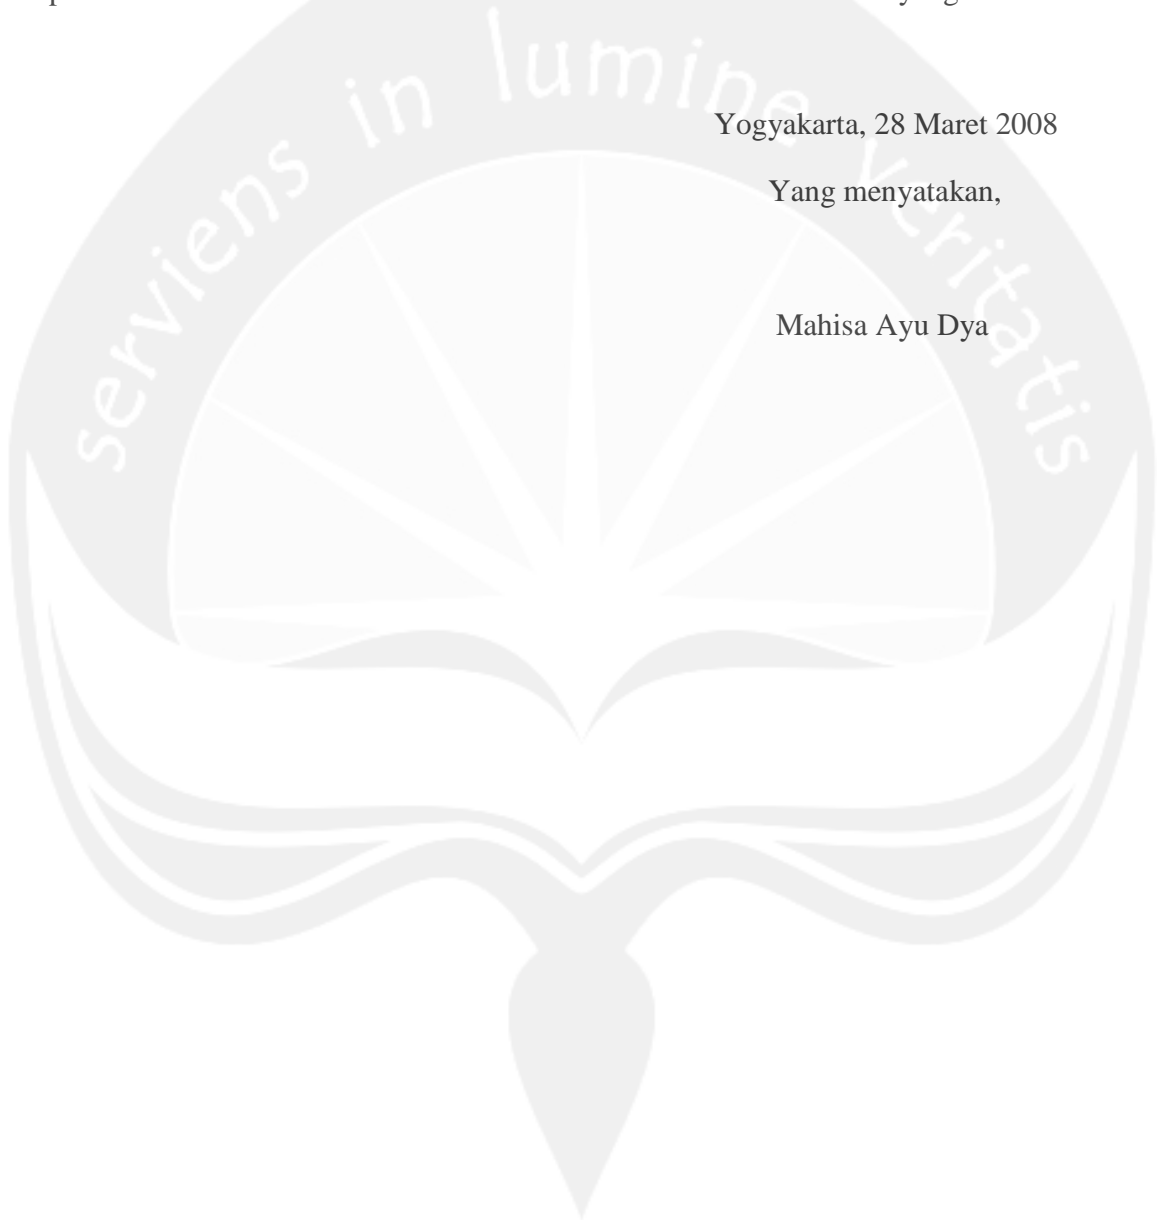 serviens in lumine veritatis
Yogyakarta, 28 Maret 2008
Yang menyatakan,
Mahisa Ayu Dya